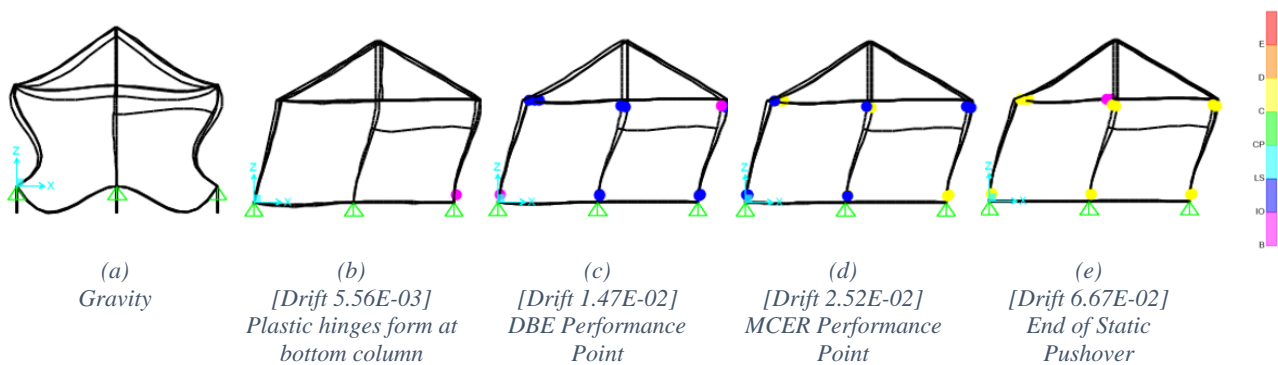 Z
X
Z
X
Z
X
Z
X
Z
X
E
D
C
CP
LS
IO
B
(a)
Gravity
(b)
[Drift 5.56E-03]
Plastic hinges form at
bottom column
(c)
[Drift 1.47E-02]
DBE Performance
Point
(d)
[Drift 2.52E-02]
MCER Performance
Point
(e)
[Drift 6.67E-02]
End of Static
Pushover